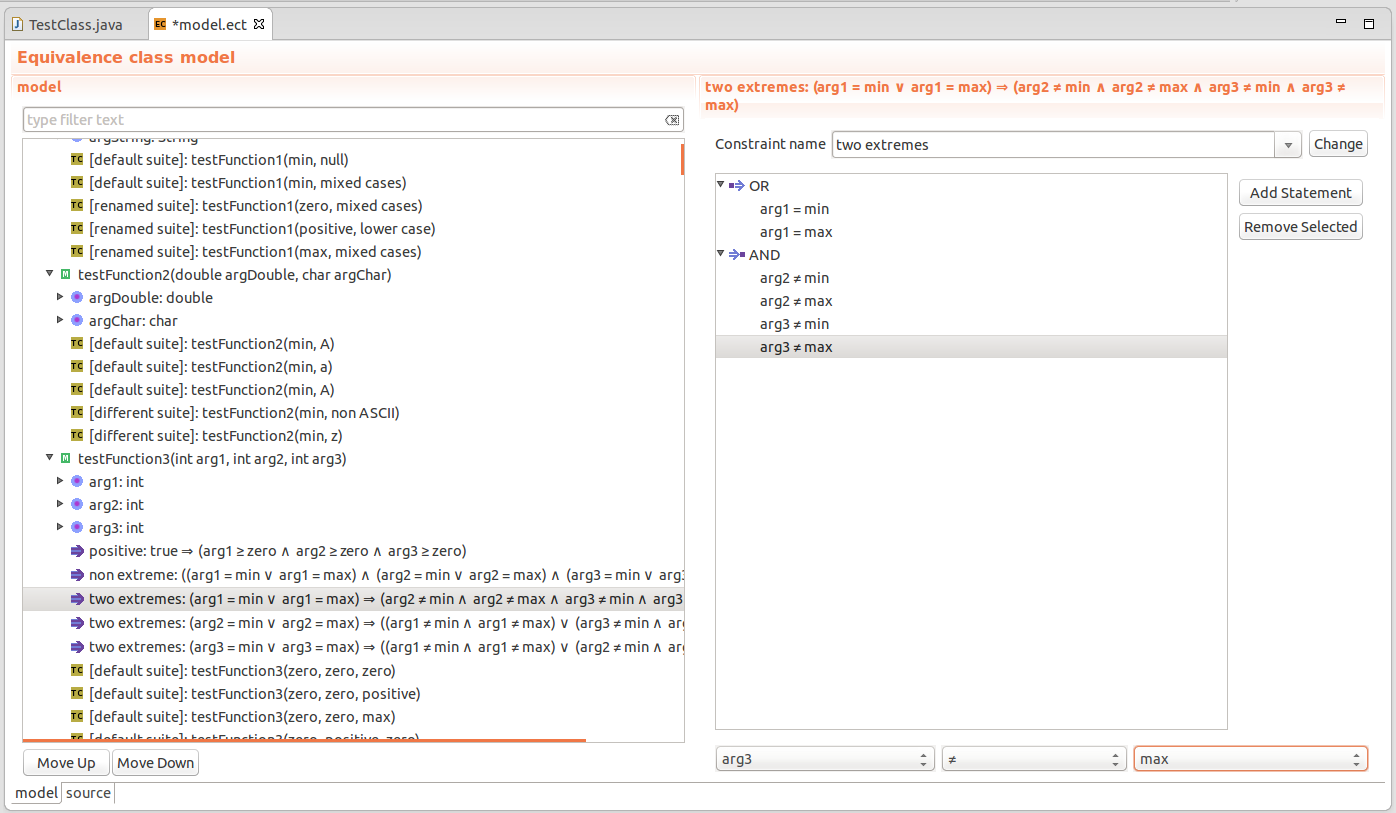 TestClass.java
*model.ect
Equivalence class model
model
type filter text
argString: String
[default suite]: testFunction1(min, null)
[default suite]: testFunction1(min, mixed cases)
[renamed suite]: testFunction1(zero, mixed cases)
[renamed suite]: testFunction1(positive, lower case)
[renamed suite]: testFunction1(max, mixed cases)
testFunction2(double argDouble, char argChar)
argDouble: double
argChar: char
[default suite]: testFunction2(min, A)
[default suite]: testFunction2(min, a)
[default suite]: testFunction2(min, A)
[different suite]: testFunction2(min, non ASCII)
[different suite]: testFunction2(min, z)
testFunction3(int arg1, int arg2, int arg3)
arg1: int
arg2: int
arg3: int
positive: true ⇒ (arg1 ≥ zero ∧ arg2 ≥ zero ∧ arg3 ≥ zero)
non extreme: ((arg1 = min ∨ arg1 = max) ∧ (arg2 = min ∨ arg2 = max) ∧ (arg3 = min ∨ arg3
two extremes: (arg1 = min ∨ arg1 = max) ⇒ (arg2 ≠ min ∧ arg2 ≠ max ∧ arg3 ≠ min ∧ arg3
two extremes: (arg2 = min ∨ arg2 = max) ⇒ ((arg1 ≠ min ∧ arg1 ≠ max) ∨ (arg3 ≠ min ∧ ar
two extremes: (arg3 = min ∨ arg3 = max) ⇒ ((arg1 ≠ min ∧ arg1 ≠ max) ∨ (arg2 ≠ min ∧ ar
[default suite]: testFunction3(zero, zero, zero)
[default suite]: testFunction3(zero, zero, positive)
[default suite]: testFunction3(zero, zero, max)
[default suite]: testFunction3(zero, positive, zero)
Move Up
Move Down
model
source
two extremes: (arg1 = min ∨ arg1 = max) ⇒ (arg2 ≠ min ∧ arg2 ≠ max ∧ arg3 ≠ min ∧ arg3 ≠
max)
Constraint name
two extremes
Change
OR
arg1 = min
arg1 = max
AND
arg2 ≠ min
arg2 ≠ max
arg3 ≠ min
arg3 ≠ max
Add Statement
Remove Selected
arg3
≠
max